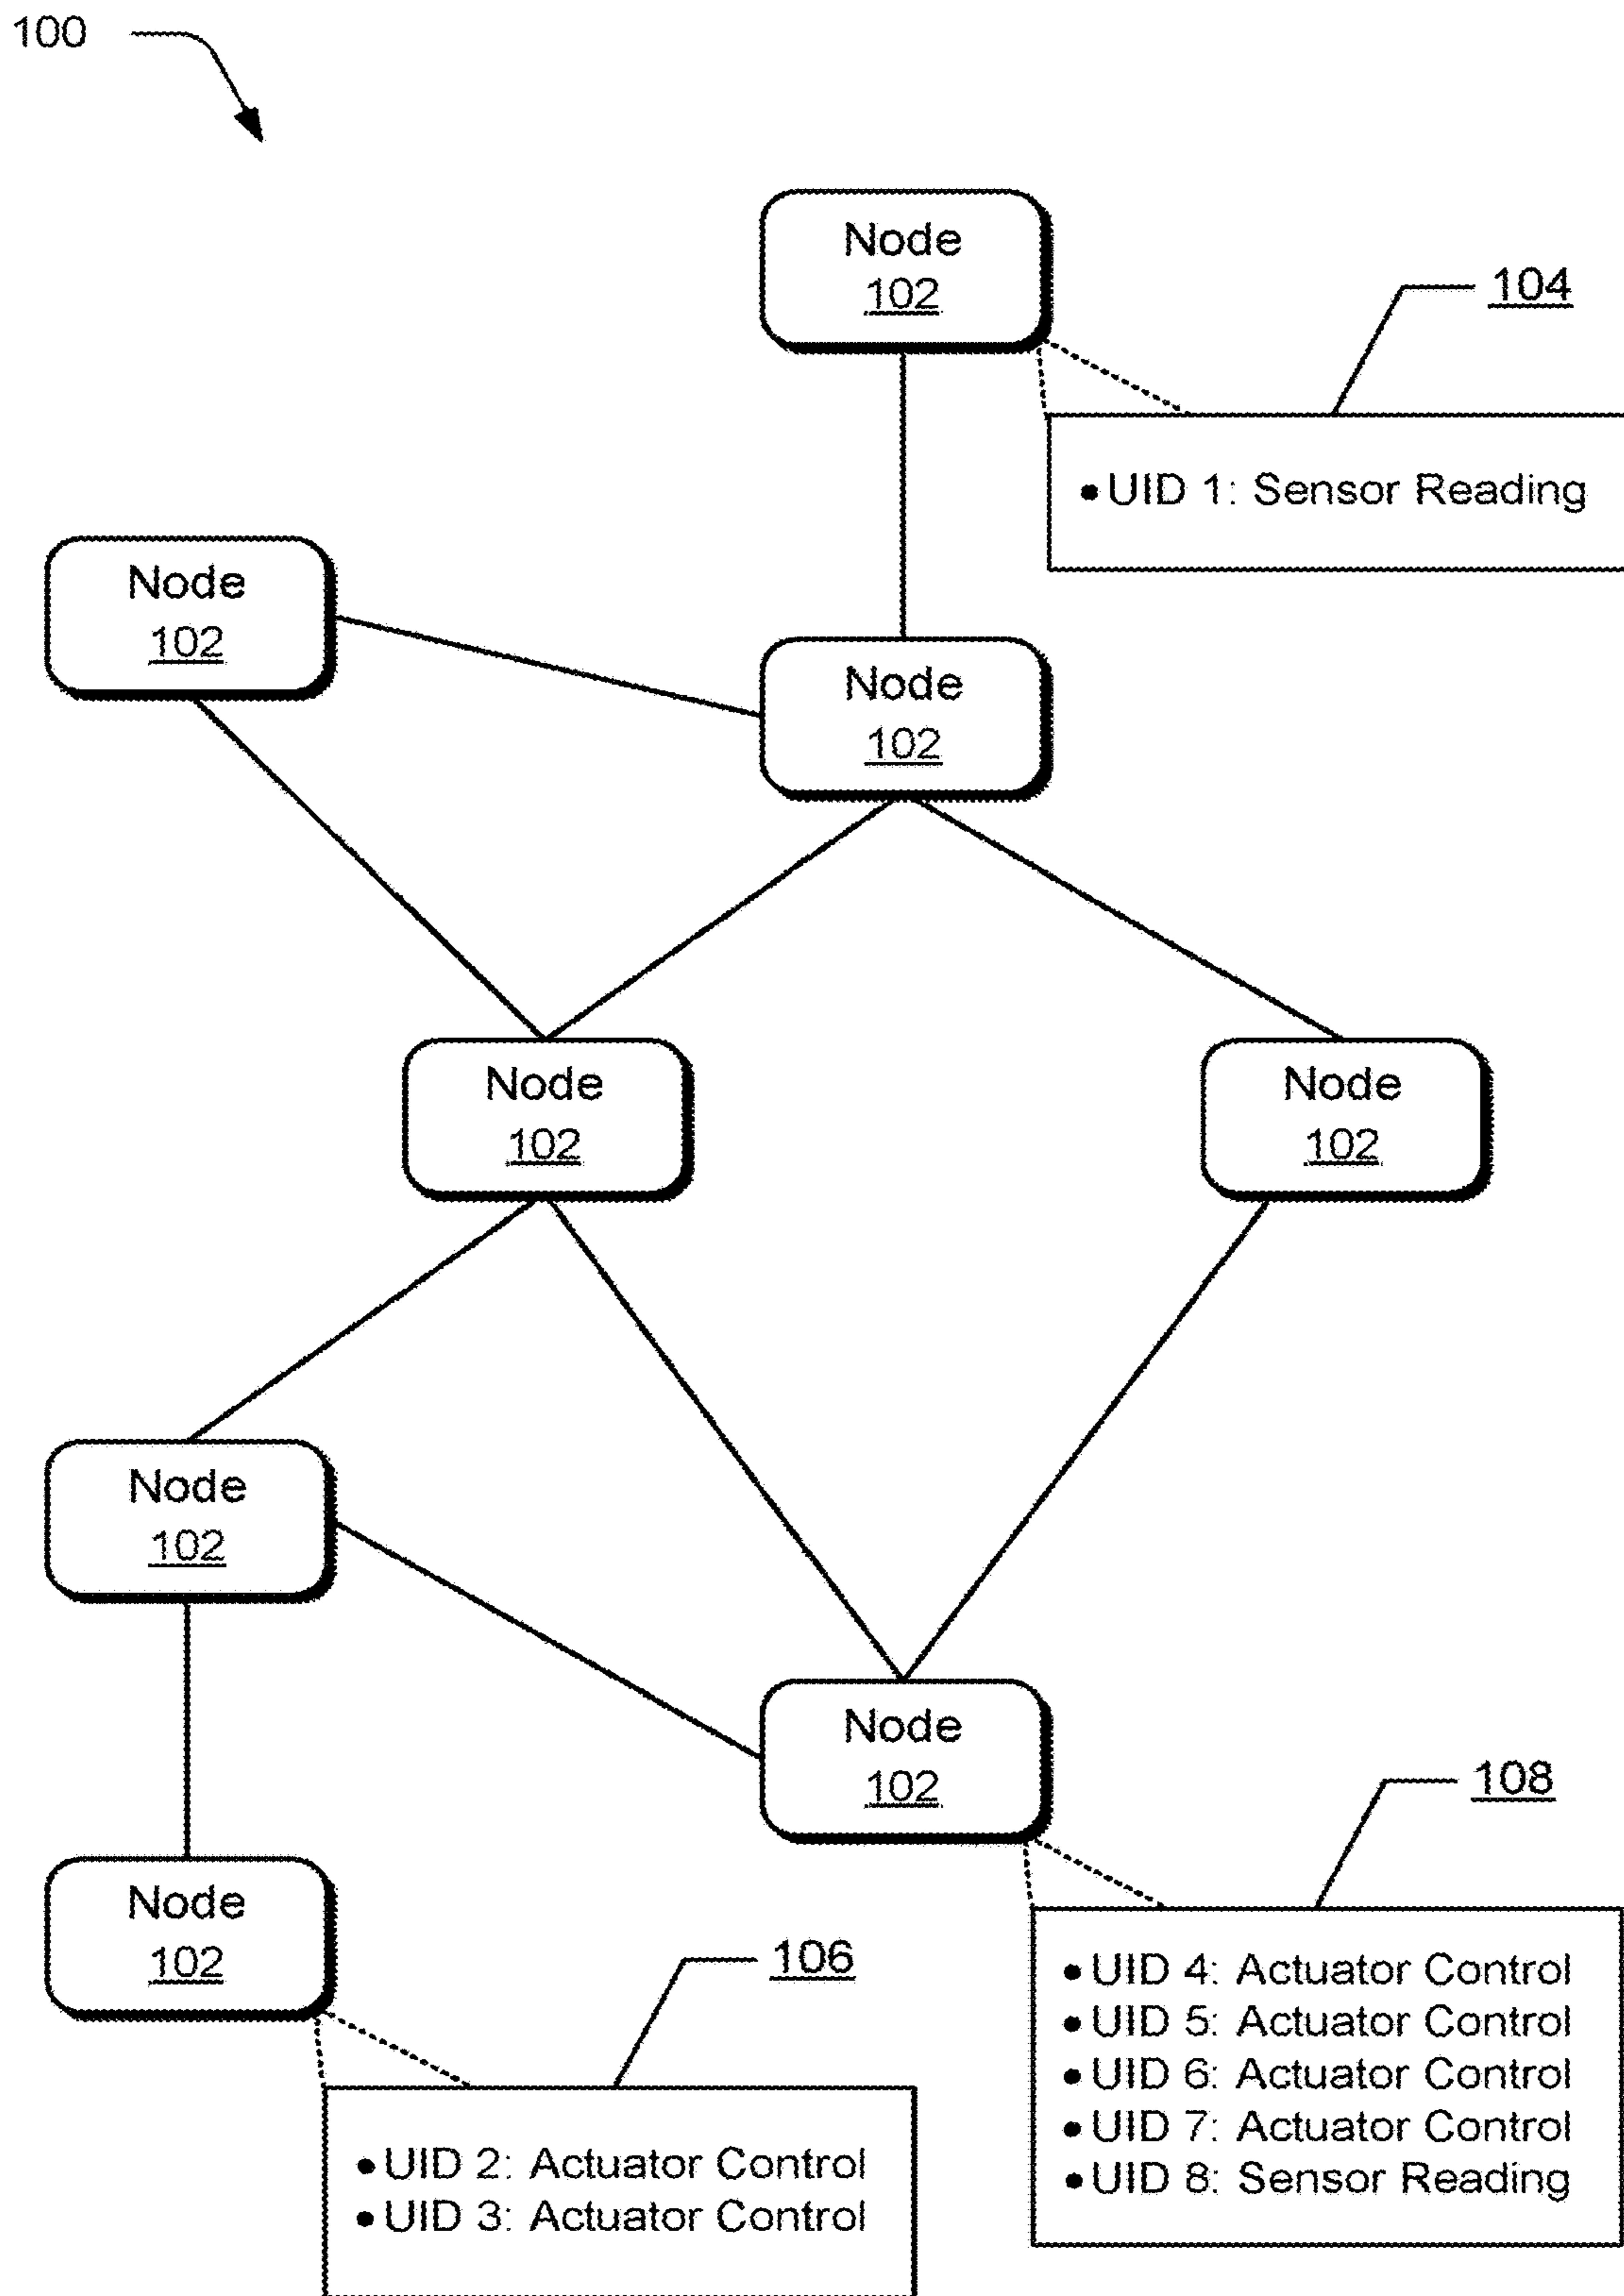 100
Node
102
104
• UID 1: Sensor Reading
Node
102
Node
102
Node
102
Node
102
Node
102
Node
102
108
Node
102
106
• UID 4: Actuator Control
• UID 5: Actuator Control
• UID 6: Actuator Control
• UID 7: Actuator Control
• UID 8: Sensor Reading
• UID 2: Actuator Control
• UID 3: Actuator Control